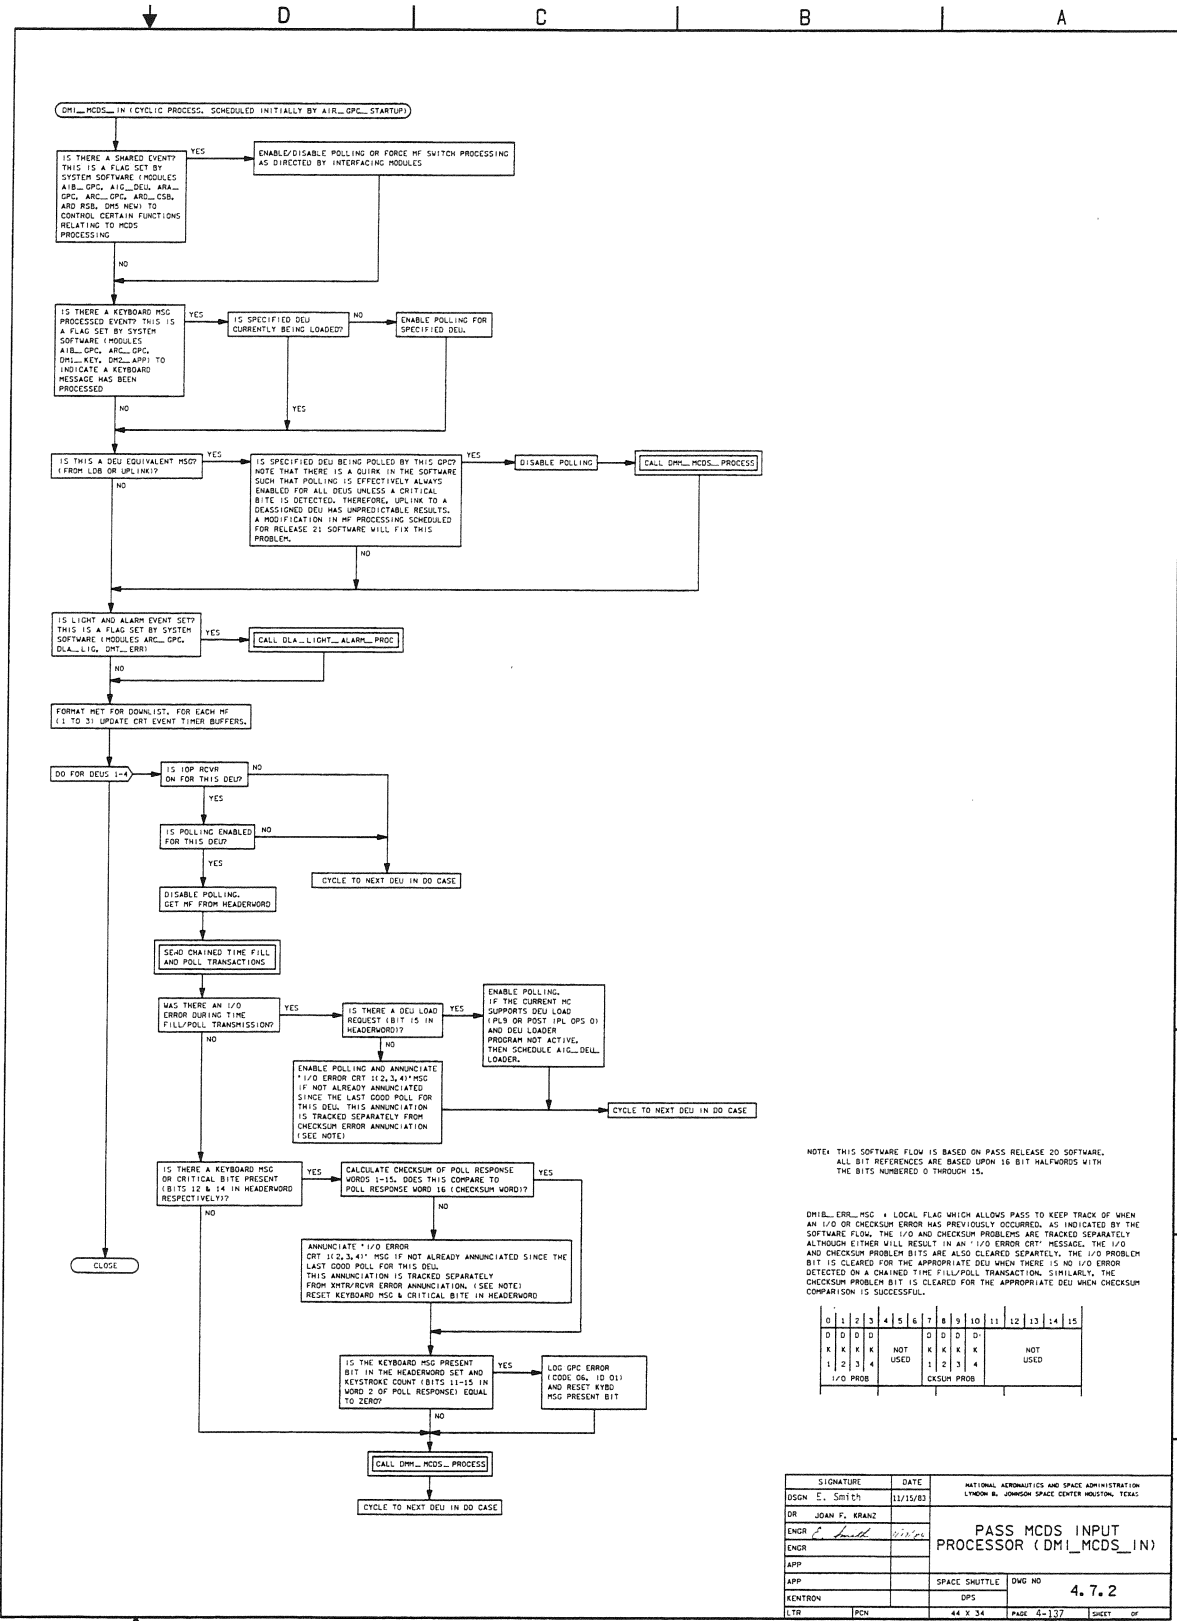 D
C
B
A
DMI_MCDS_IN (CYCLIC PROCESS, SCHEDULED INITIALLY BY AIR_GPC_STARTUP)
IS THERE A SHARED EVENT?
THIS IS A FLAG SET BY
SYSTEM SOFTWARE (MODULES
AIB_GPC, AIG_DEU, ARA_
GPC, ARC_GPC, ARD_CSB,
ARD RSB, DM5 NEW) TO
CONTROL CERTAIN FUNCTIONS
RELATING TO MCDS
PROCESSING
YES
ENABLE/DISABLE POLLING OR FORCE MF SWITCH PROCESSING
AS DIRECTED BY INTERFACING MODULES
NO
IS THERE A KEYBOARD MSG
PROCESSED EVENT? THIS IS
A FLAG SET BY SYSTEM
SOFTWARE (MODULES
AIB_GPC, ARC_GPC,
DMI_KEY, DM2_APP) TO
INDICATE A KEYBOARD
MESSAGE HAS BEEN
PROCESSED
YES
IS SPECIFIED DEU
CURRENTLY BEING LOADED?
NO
ENABLE POLLING FOR
SPECIFIED DEU.
NO
YES
IS THIS A DEU EQUIVALENT MSG?
(FROM LDB OR UPLINK)?
YES
IS SPECIFIED DEU BEING POLLED BY THIS GPC?
NOTE THAT THERE IS A QUIRK IN THE SOFTWARE
SUCH THAT POLLING IS EFFECTIVELY ALWAYS
ENABLED FOR ALL DEUS UNLESS A CRITICAL
BITE IS DETECTED. THEREFORE, UPLINK TO A
DEASSIGNED DEU HAS UNPREDICTABLE RESULTS.
A MODIFICATION IN MF PROCESSING SCHEDULED
FOR RELEASE 21 SOFTWARE WILL FIX THIS
PROBLEM.
YES
DISABLE POLLING
CALL DMM_MCDS_PROCESS
NO
NO
IS LIGHT AND ALARM EVENT SET?
THIS IS A FLAG SET BY SYSTEM
SOFTWARE (MODULES ARC_GPC,
DLA_LIG, DMT_ERR)
YES
CALL DLA_LIGHT_ALARM_PROC
NO
FORMAT MET FOR DOWNLIST. FOR EACH MF
(1 TO 3) UPDATE CRT EVENT TIMER BUFFERS.
DO FOR DEUS 1-4
IS IOP RCVR
ON FOR THIS DEU?
NO
YES
IS POLLING ENABLED
FOR THIS DEU?
NO
YES
CYCLE TO NEXT DEU IN DO CASE
DISABLE POLLING.
GET MF FROM HEADERWORD
SEND CHAINED TIME FILL
AND POLL TRANSACTIONS
WAS THERE AN I/O
ERROR DURING TIME
FILL/POLL TRANSMISSION?
YES
IS THERE A DEU LOAD
REQUEST (BIT 15 IN
HEADERWORD)?
YES
ENABLE POLLING.
IF THE CURRENT MC
SUPPORTS DEU LOAD
(PL9 OR POST IPL OPS 0)
AND DEU LOADER
PROGRAM NOT ACTIVE,
THEN SCHEDULE AIG_DEU_
LOADER.
NO
NO
ENABLE POLLING AND ANNUNCIATE
'I/O ERROR CRT 1(2,3,4)'MSG
IF NOT ALREADY ANNUNCIATED
SINCE THE LAST GOOD POLL FOR
THIS DEU. THIS ANNUNCIATION
IS TRACKED SEPARATELY FROM
CHECKSUM ERROR ANNUNCIATION
(SEE NOTE)
CYCLE TO NEXT DEU IN DO CASE
IS THERE A KEYBOARD MSG
OR CRITICAL BITE PRESENT
(BITS 12 & 14 IN HEADERWORD
RESPECTIVELY)?
YES
CALCULATE CHECKSUM OF POLL RESPONSE
WORDS 1-15. DOES THIS COMPARE TO
POLL RESPONSE WORD 16 (CHECKSUM WORD)?
YES
NO
NO
ANNUNCIATE 'I/O ERROR
CRT 1(2,3,4)' MSG IF NOT ALREADY ANNUNCIATED SINCE THE
LAST GOOD POLL FOR THIS DEU.
THIS ANNUNCIATION IS TRACKED SEPARATELY
FROM XMTR/RCVR ERROR ANNUNCIATION. (SEE NOTE)
RESET KEYBOARD MSG & CRITICAL BITE IN HEADERWORD
CLOSE
IS THE KEYBOARD MSG PRESENT
BIT IN THE HEADERWORD SET AND
KEYSTROKE COUNT (BITS 11-15 IN
WORD 2 OF POLL RESPONSE) EQUAL
TO ZERO?
YES
LOG GPC ERROR
(CODE 06, ID 01)
AND RESET KYBD
MSG PRESENT BIT
NO
CALL DMM_MCDS_PROCESS
CYCLE TO NEXT DEU IN DO CASE
NOTE: THIS SOFTWARE FLOW IS BASED ON PASS RELEASE 20 SOFTWARE.
ALL BIT REFERENCES ARE BASED UPON 16 BIT HALFWORDS WITH
THE BITS NUMBERED 0 THROUGH 15.
DMIB_ERR_MSG : LOCAL FLAG WHICH ALLOWS PASS TO KEEP TRACK OF WHEN
AN I/O OR CHECKSUM ERROR HAS PREVIOUSLY OCCURRED. AS INDICATED BY THE
SOFTWARE FLOW, THE I/O AND CHECKSUM PROBLEMS ARE TRACKED SEPARATELY
ALTHOUGH EITHER WILL RESULT IN AN 'I/O ERROR CRT' MESSAGE. THE I/O
AND CHECKSUM PROBLEM BITS ARE ALSO CLEARED SEPARTELY. THE I/O PROBLEM
BIT IS CLEARED FOR THE APPROPRIATE DEU WHEN THERE IS NO I/O ERROR
DETECTED ON A CHAINED TIME FILL/POLL TRANSACTION. SIMILARLY, THE
CHECKSUM PROBLEM BIT IS CLEARED FOR THE APPROPRIATE DEU WHEN CHECKSUM
COMPARISON IS SUCCESSFUL.
0 1 2 3 4 5 6 7 8 9 10 11 12 13 14 15
D D D D D D D D
K K K K NOT K K K K NOT
1 2 3 4 USED 1 2 3 4 USED
I/O PROB CKSUM PROB
SIGNATURE DATE
DSGN E. Smith 11/15/83
DR JOAN F. KRANZ
ENGR E. Smith
ENGR
APP
APP
KENTRON
LTR PCN
NATIONAL AERONAUTICS AND SPACE ADMINISTRATION
LYNDON B. JOHNSON SPACE CENTER HOUSTON, TEXAS
PASS MCDS INPUT
PROCESSOR (DMI_MCDS_IN)
SPACE SHUTTLE DWG NO
DPS 4.7.2
44 X 34 PAGE 4-137 SHEET OF